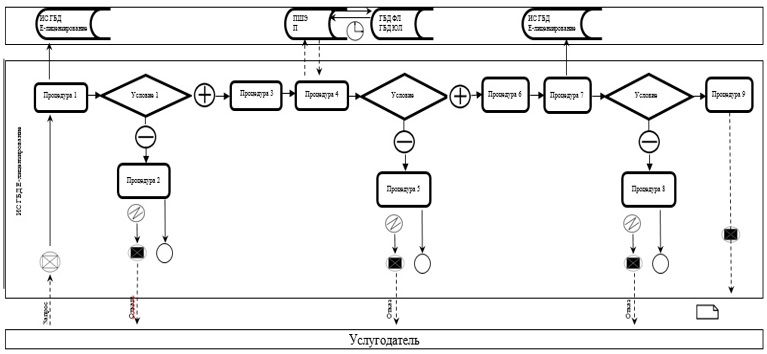 ИС ГБД
Е-лицензирование
ПШЭ
П
ГБД ФЛ
ГБД ЮЛ
ИС ГБД
Е-лицензирование
Процедура 1
Условие 1
Процедура 3
Процедура 4
Условие
Процедура 6
Процедура 7
Условие
Процедура 9
Процедура 2
Процедура 5
Процедура 8
ИС ГБД Е-лицензирование
Запрос
Отказ
Отказ
Отказ
Услугодатель